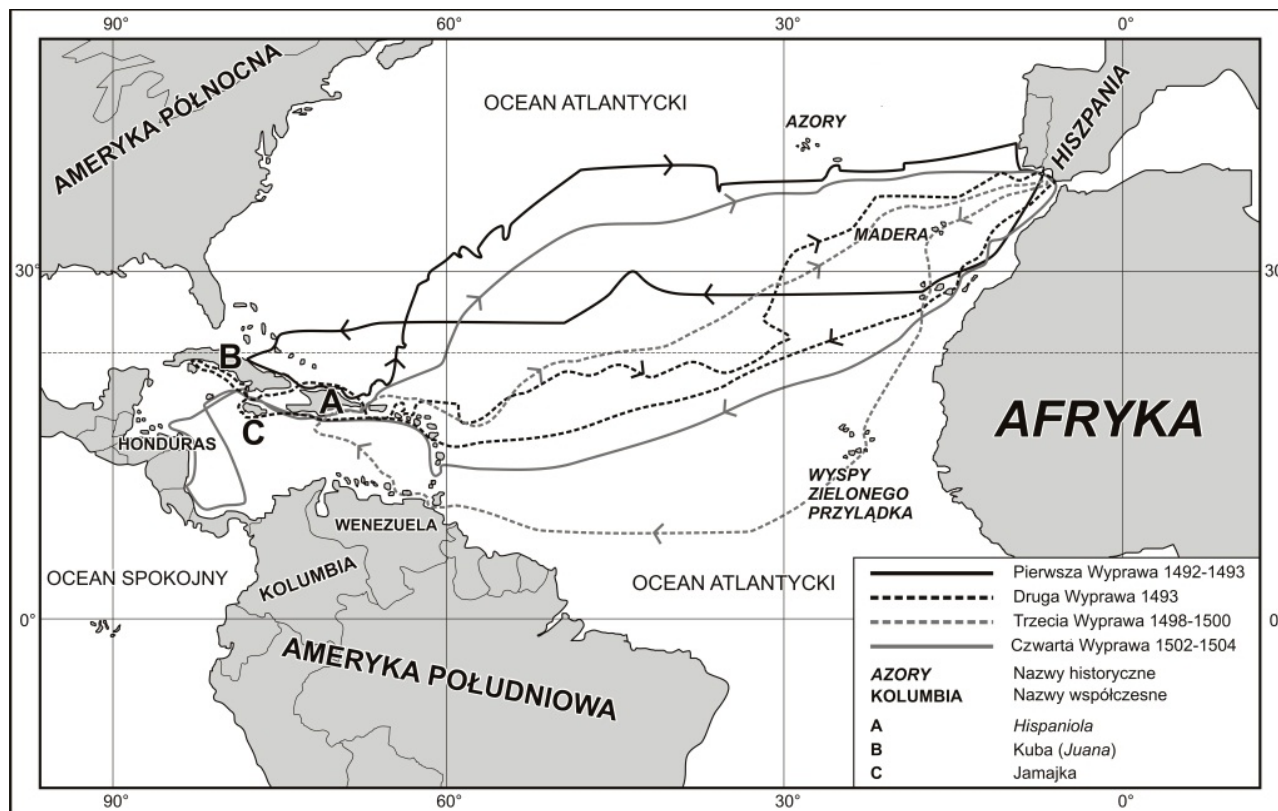 90°
60°
30°
0°
AMERYKA PÓŁNOCNA
OCEAN ATLANTYCKI
AZORY
HISZPANIA
MADERA
30°
30
B
A
C
HONDURAS
AFRYKA
WYSPY
ZIELONEGO
PRZYLĄDKA
WENEZUELA
OCEAN SPOKOJNY
KOLUMBIA
OCEAN ATLANTYCKI
0°
0
AMERYKA POŁUDNIOWA
Pierwsza Wyprawa 1492-1493
Druga Wyprawa 1493
Trzecia Wyprawa 1498-1500
Czwarta Wyprawa 1502-1504
AZORY Nazwy historyczne
KOLUMBIA Nazwy współczesne
A Hispaniola
B Kuba (Juana)
C Jamajka
90°
60°
30°
0°